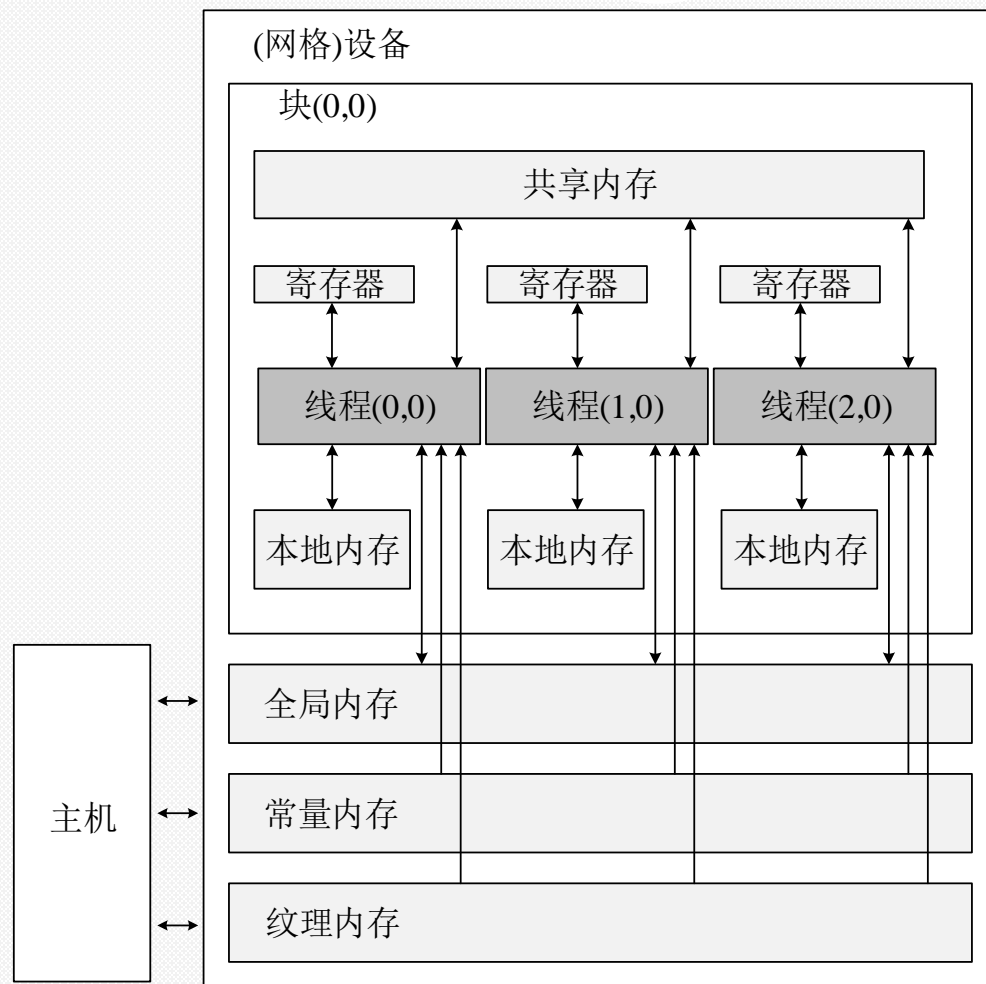 (网格)设备
块(0,0)
共享内存
寄存器
寄存器
寄存器
线程(0,0)
线程(1,0)
线程(2,0)
本地内存
本地内存
本地内存
全局内存
主机
常量内存
纹理内存